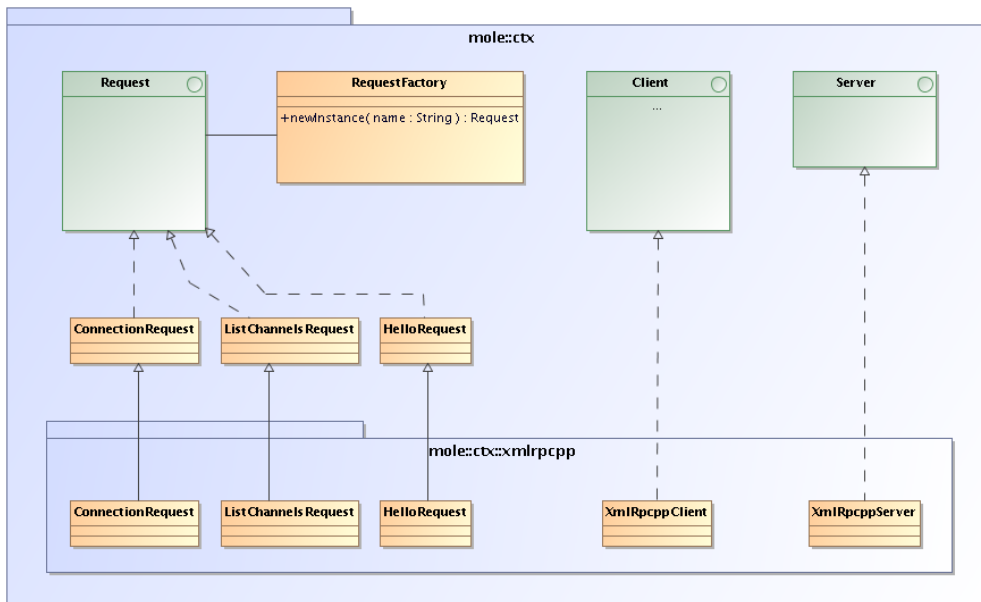 mole::ctx
Request
RequestFactory
+newInstance( name : String ) : Request
Client
...
Server
ConnectionRequest
ListChannelsRequest
HelloRequest
mole::ctx::xmlrpcpp
ConnectionRequest
ListChannelsRequest
HelloRequest
XmlRpcppClient
XmlRpcppServer